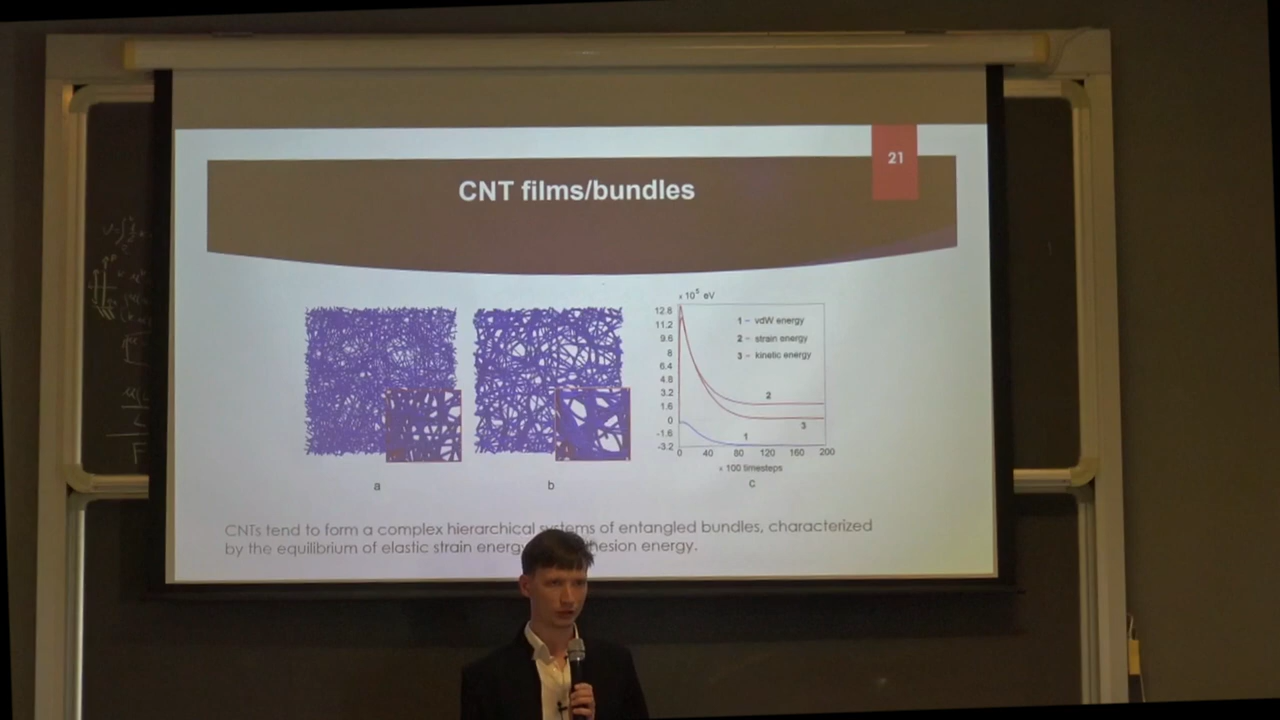 21
CNT films/bundles
× 10⁵ eV
12.8
11.2
9.6
8
6.4
4.8
3.2
1.6
0
-1.6
-3.2
1 – vdW energy
2 – strain energy
3 – kinetic energy
2
3
1
0 40 80 120 160 200
× 100 timesteps
a b c
CNTs tend to form a complex hierarchical systems of entangled bundles, characterized
by the equilibrium of elastic strain energy energy.